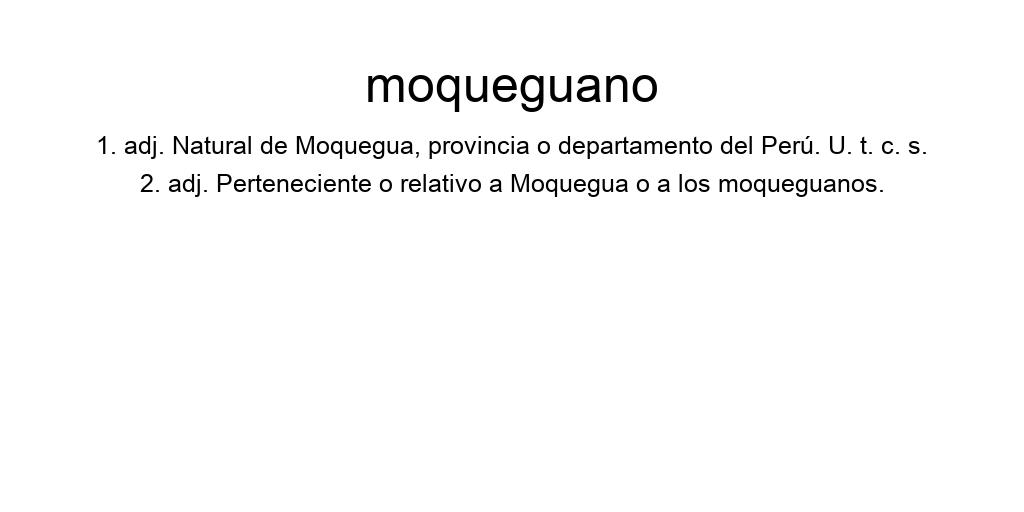 moqueguano
1. adj. Natural de Moquegua, provincia o departamento del Perú. U. t. c. s.
2. adj. Perteneciente o relativo a Moquegua o a los moqueguanos.